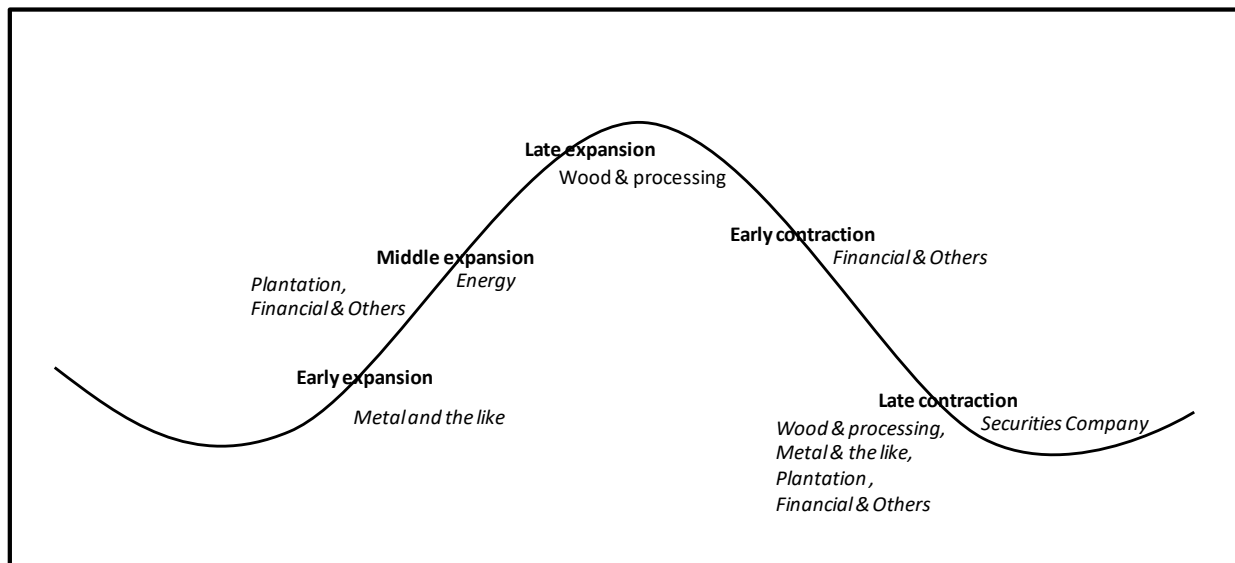 Late expansion
Wood & processing
Early contraction
Financial & Others
Middle expansion
Energy
Plantation,
Financial & Others
Early expansion
Metal and the like
Late contraction
Securities Company
Wood & processing,
Metal & the like,
Plantation ,
Financial & Others